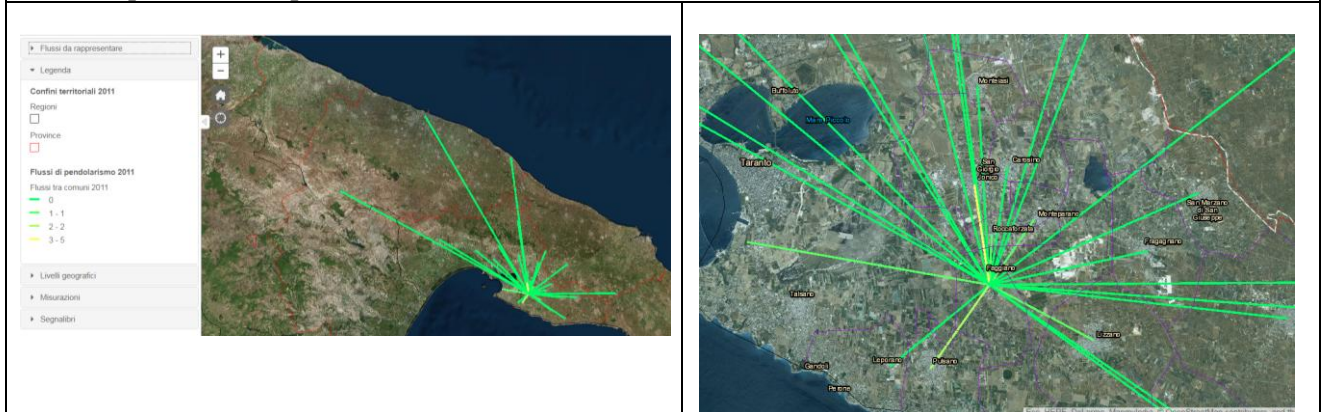 Flussi da rappresentare
Legenda
Confini territoriali 2011
Regioni
Province
Flussi di pendolarismo 2011
Flussi tra comuni 2011
0
1 - 1
2 - 2
3 - 5
Livelli geografici
Misurazioni
Segnalibri
+
−
Monteiasi
Buffoluto
Mare Piccolo
Taranto
San
Giorgio
Ionico
Carosino
San Marzano
di San
Giuseppe
Monteparano
Roccaforzata
Fragagnano
Faggiano
Talsano
Lizzano
Leporano
Pulsano
Gandoli
Perone